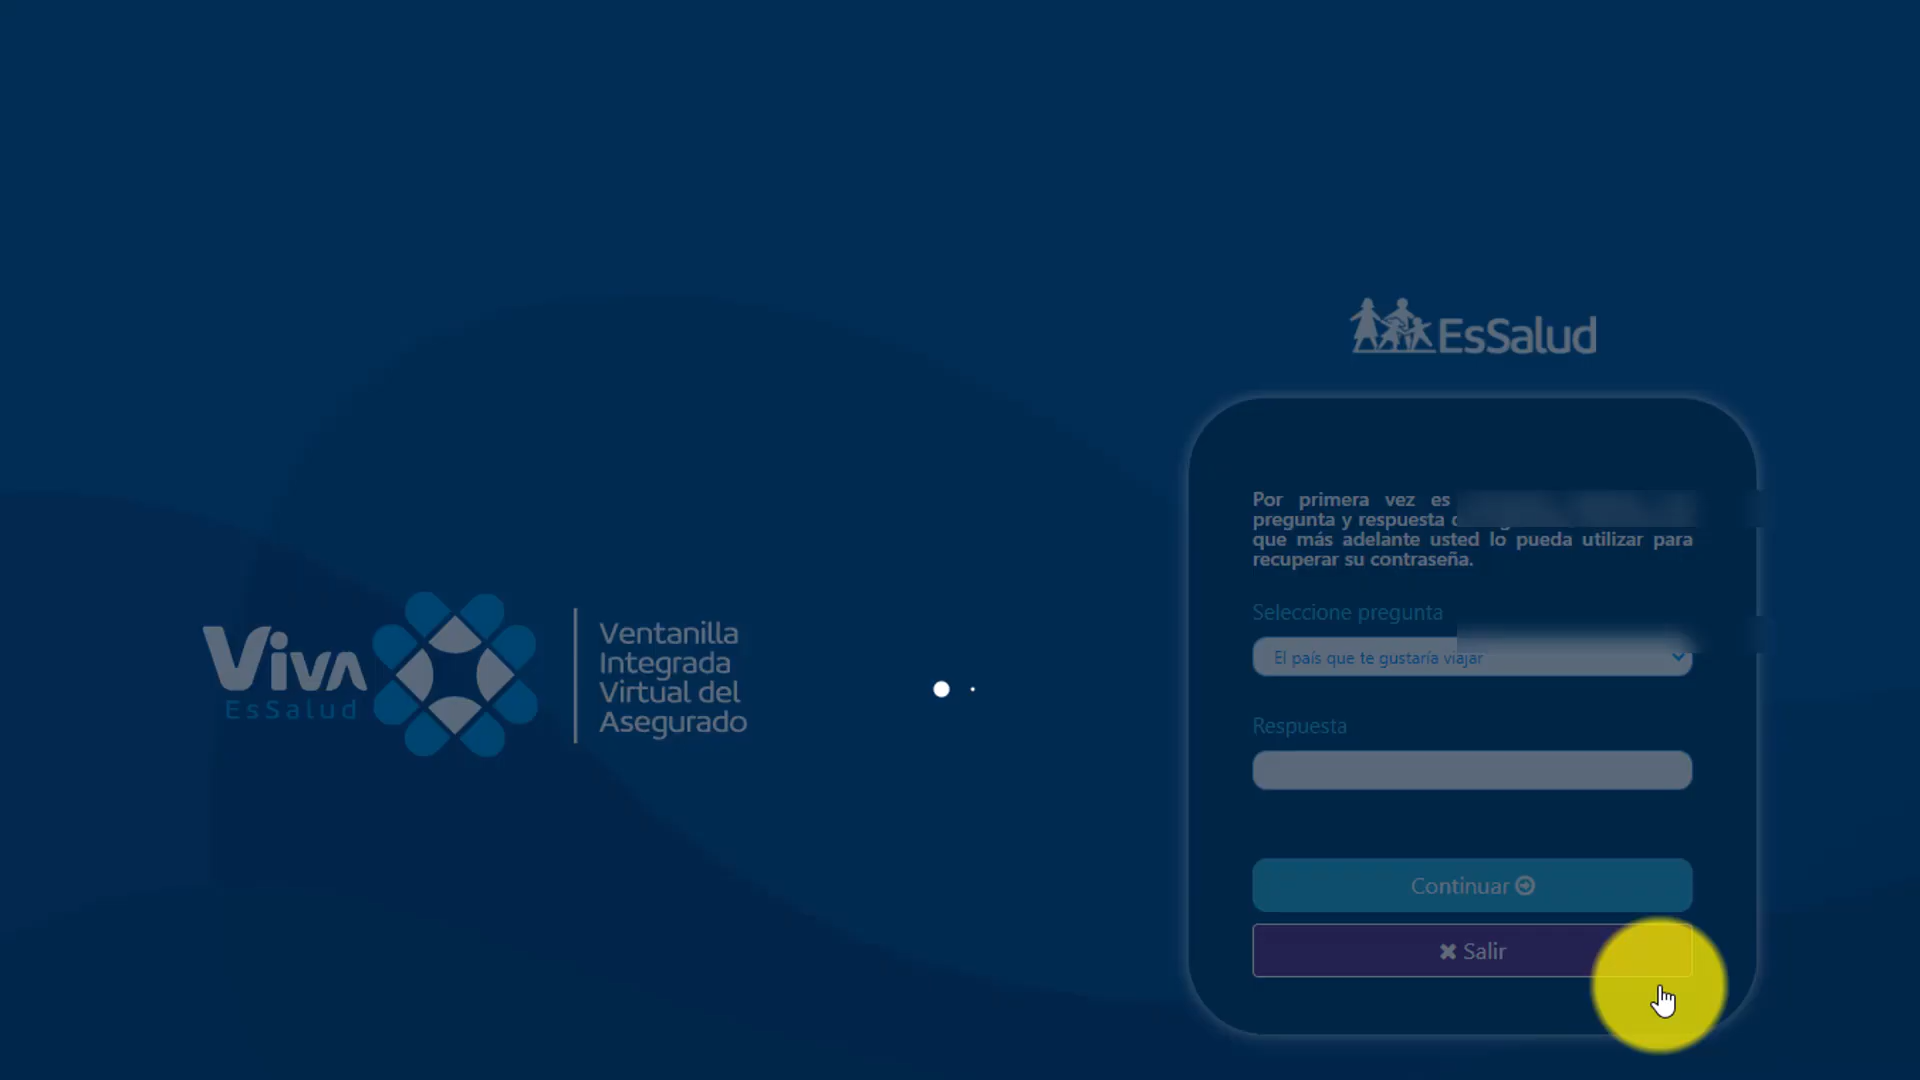 EsSalud
Por primera vez es
pregunta y respuesta
que más adelante usted lo pueda utilizar para
recuperar su contraseña.
Seleccione pregunta
El país que te gustaría viajar
Respuesta
Continuar
Salir
Viva
EsSalud
Ventanilla
Integrada
Virtual del
Asegurado